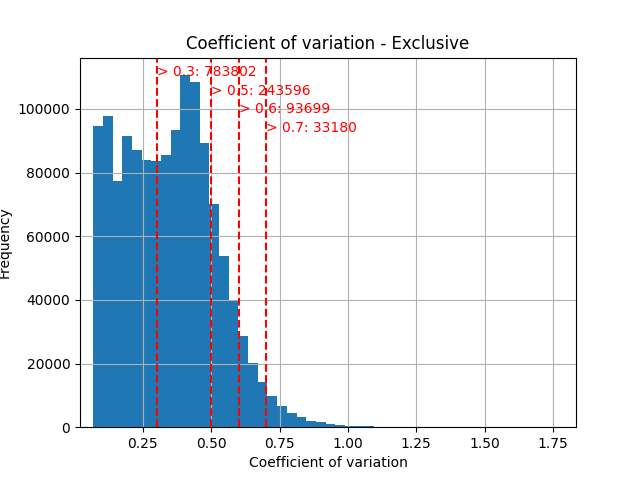 Coefficient of variation - Exclusive
> 0.3: 783802
> 0.5: 243596
> 0.6: 93699
> 0.7: 33180
100000
80000
60000
40000
20000
0
Frequency
0.25 0.50 0.75 1.00 1.25 1.50 1.75
Coefficient of variation